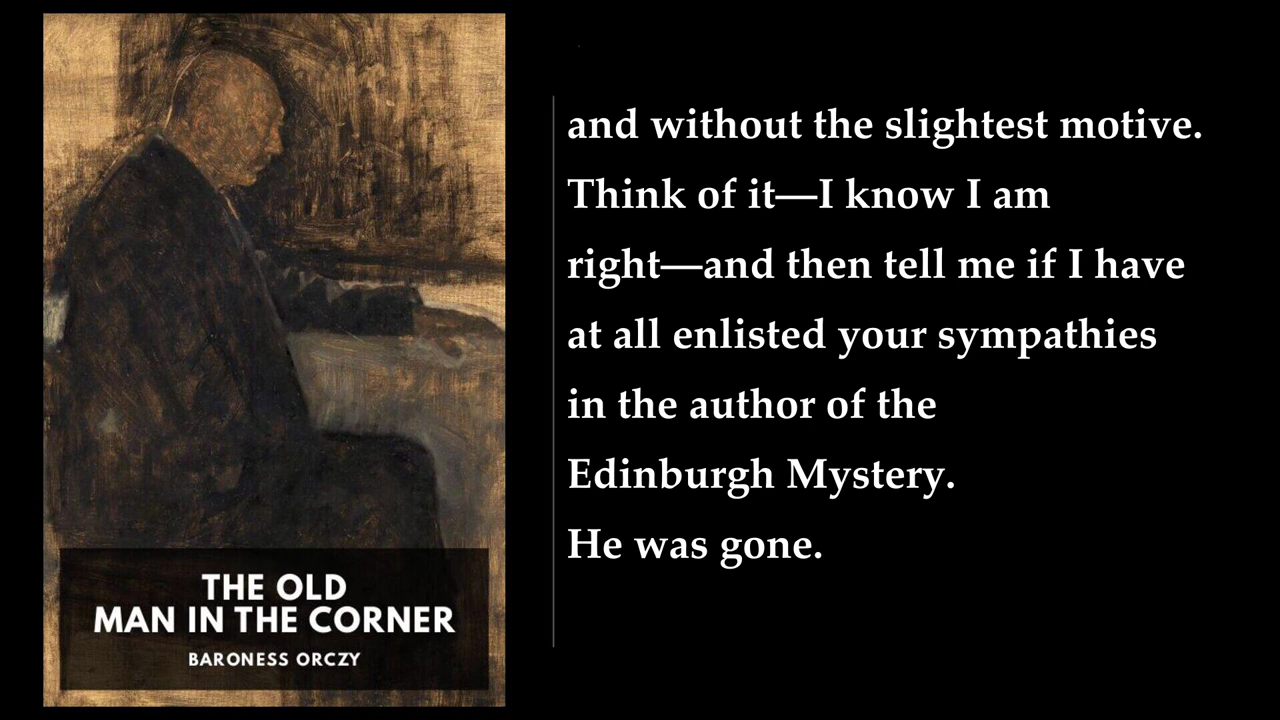 THE OLD
MAN IN THE CORNER
BARONESS ORCZY
and without the slightest motive.
Think of it—I know I am
right—and then tell me if I have
at all enlisted your sympathies
in the author of the
Edinburgh Mystery.
He was gone.